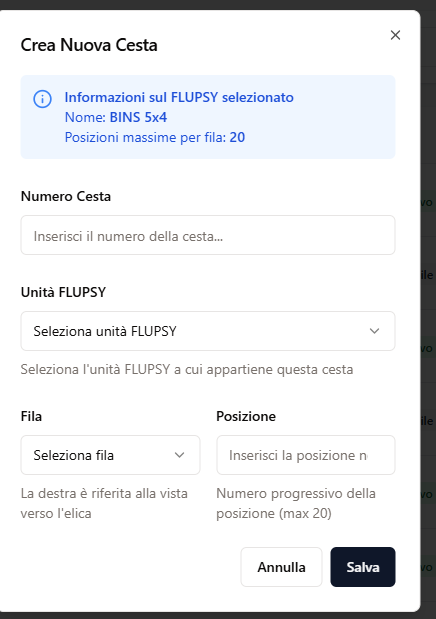 Crea Nuova Cesta
Informazioni sul FLUPSY selezionato
Nome: BINS 5x4
Posizioni massime per fila: 20
Numero Cesta
Inserisci il numero della cesta...
Unità FLUPSY
Seleziona unità FLUPSY
Seleziona l'unità FLUPSY a cui appartiene questa cesta
Fila
Posizione
Seleziona fila
Inserisci la posizione n
La destra è riferita alla vista
verso l'elica
Numero progressivo della
posizione (max 20)
Annulla
Salva